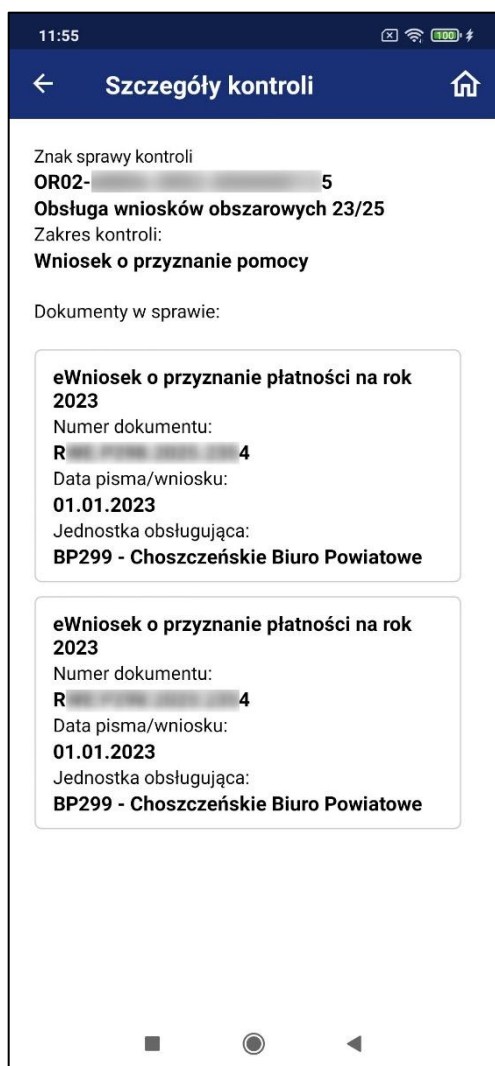 11:55
100
Szczegóły kontroli
Znak sprawy kontroli
OR02- 5
Obsługa wniosków obszarowych 23/25
Zakres kontroli:
Wniosek o przyznanie pomocy
Dokumenty w sprawie:
eWniosek o przyznanie płatności na rok
2023
Numer dokumentu:
R 4
Data pisma/wniosku:
01.01.2023
Jednostka obsługująca:
BP299 - Choszczeńskie Biuro Powiatowe
eWniosek o przyznanie płatności na rok
2023
Numer dokumentu:
R 4
Data pisma/wniosku:
01.01.2023
Jednostka obsługująca:
BP299 - Choszczeńskie Biuro Powiatowe